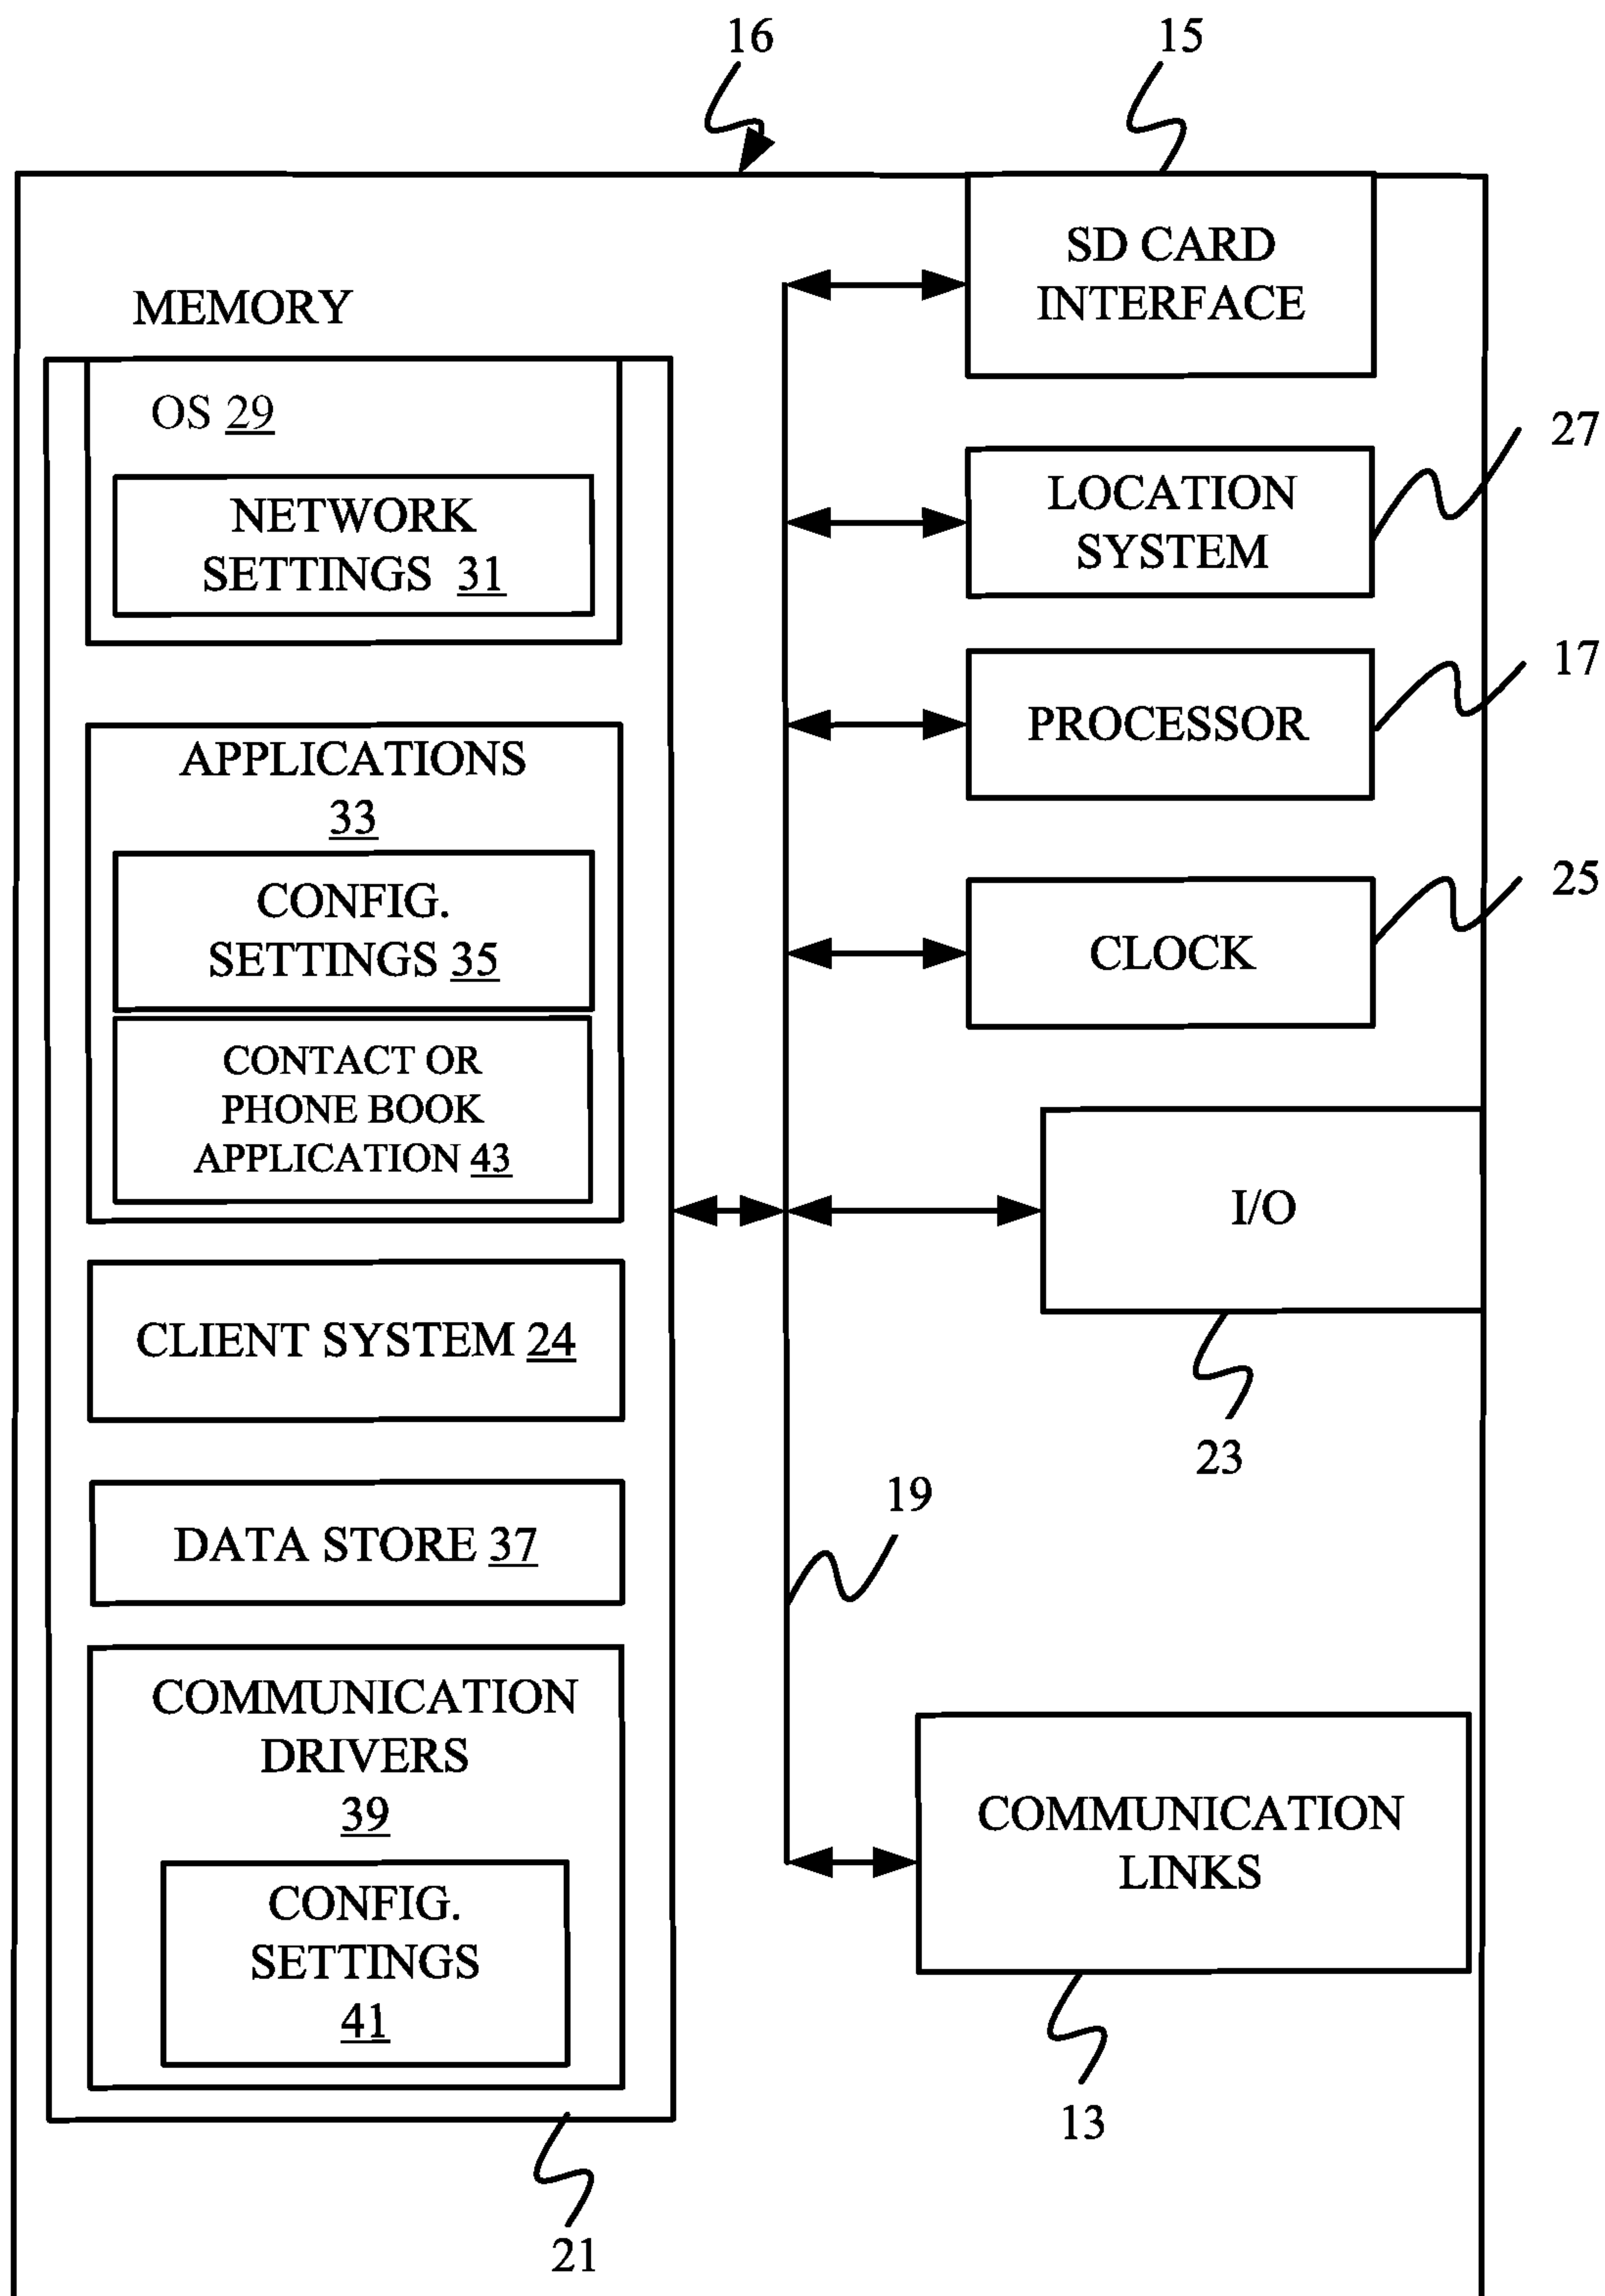 16
15
SD CARD
INTERFACE
MEMORY
OS 29
NETWORK
SETTINGS 31
27
LOCATION
SYSTEM
17
PROCESSOR
APPLICATIONS
33
CONFIG.
SETTINGS 35
25
CLOCK
CONTACT OR
PHONE BOOK
APPLICATION 43
I/O
CLIENT SYSTEM 24
23
19
DATA STORE 37
COMMUNICATION
DRIVERS
39
COMMUNICATION
LINKS
CONFIG.
SETTINGS
41
13
21